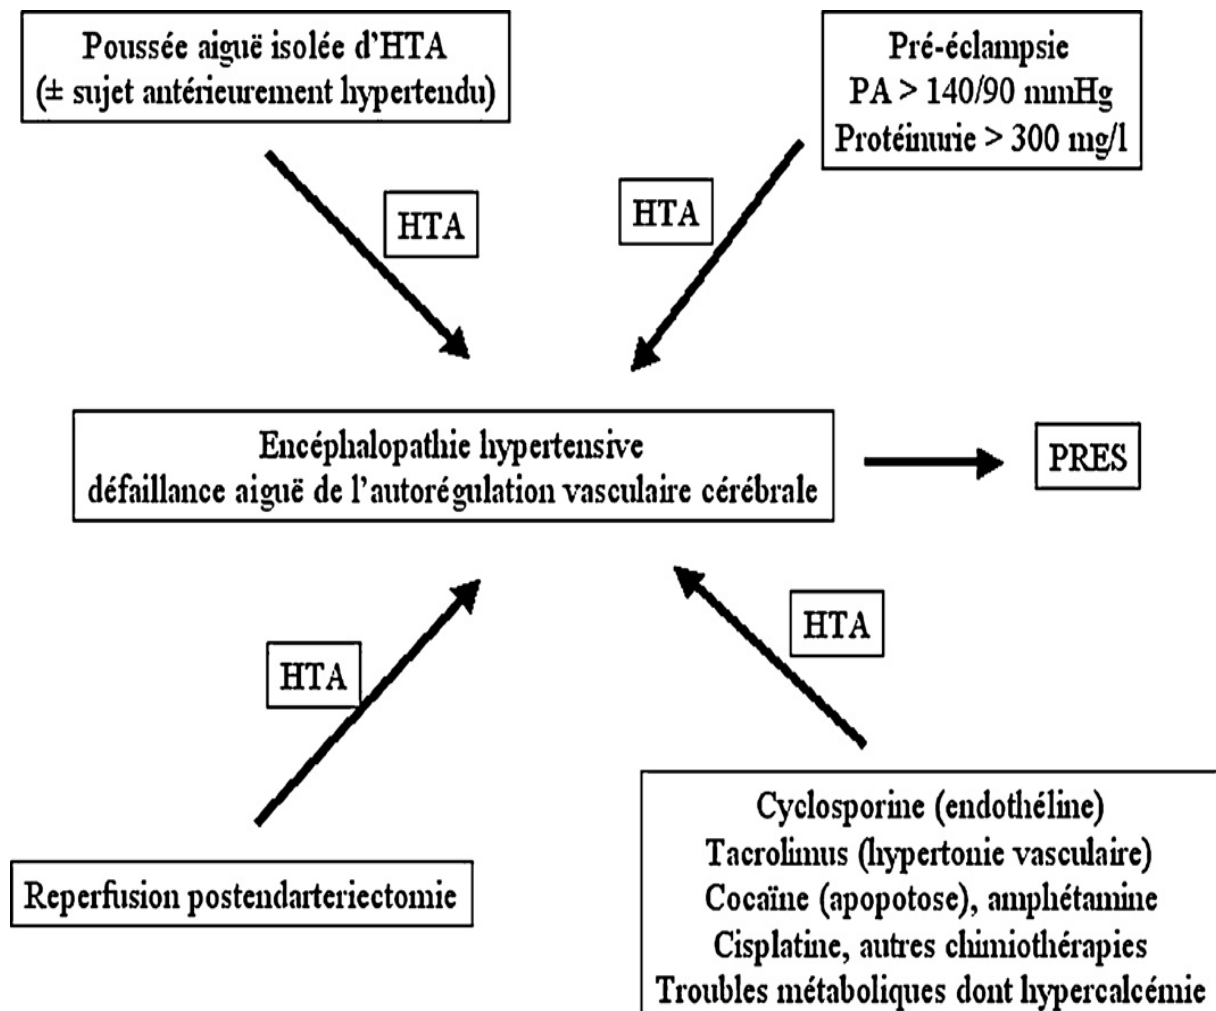 Poussée aiguë isolée d'HTA
(± sujet antérieurement hypertendu)
Pré-éclampsie
PA > 140/90 mmHg
Protéinurie > 300 mg/l
HTA
HTA
Encéphalopathie hypertensive
défaillance aiguë de l'autorégulation vasculaire cérébrale
PRES
HTA
HTA
Reperfusion postendarteriectomie
Cyclosporine (endothéline)
Tacrolimus (hypertonie vasculaire)
Cocaïne (apopotose), amphétamine
Cisplatine, autres chimiothérapies
Troubles métaboliques dont hypercalcémie